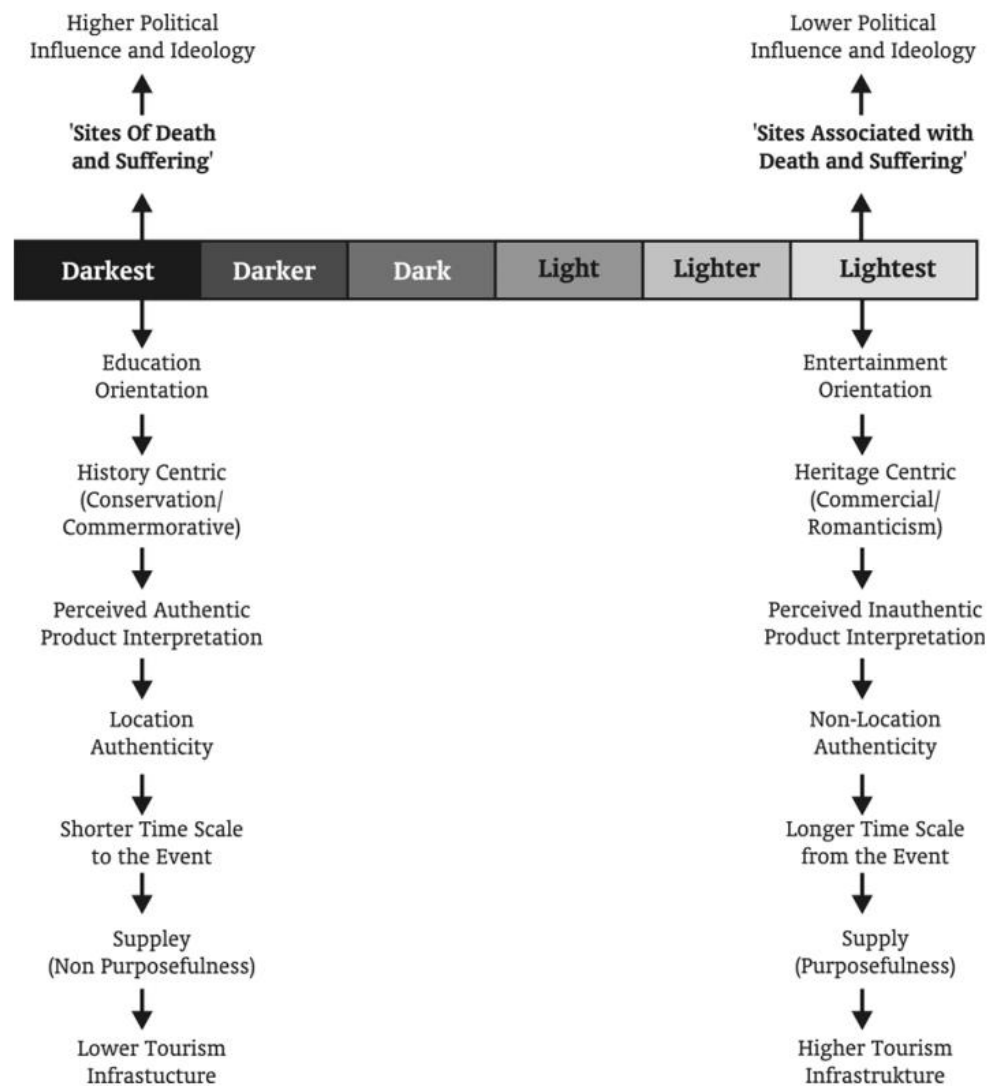 Higher Political
Influence and Ideology
Lower Political
Influence and Ideology
'Sites Of Death
and Suffering'
'Sites Associated with
Death and Suffering'
Darkest
Darker
Dark
Light
Lighter
Lightest
Education
Orientation
Entertainment
Orientation
History Centric
(Conservation/
Commermorative)
Heritage Centric
(Commercial/
Romanticism)
Perceived Authentic
Product Interpretation
Perceived Inauthentic
Product Interpretation
Location
Authenticity
Non-Location
Authenticity
Shorter Time Scale
to the Event
Longer Time Scale
from the Event
Suppley
(Non Purposefulness)
Supply
(Purposefulness)
Lower Tourism
Infrastucture
Higher Tourism
Infrastrukture